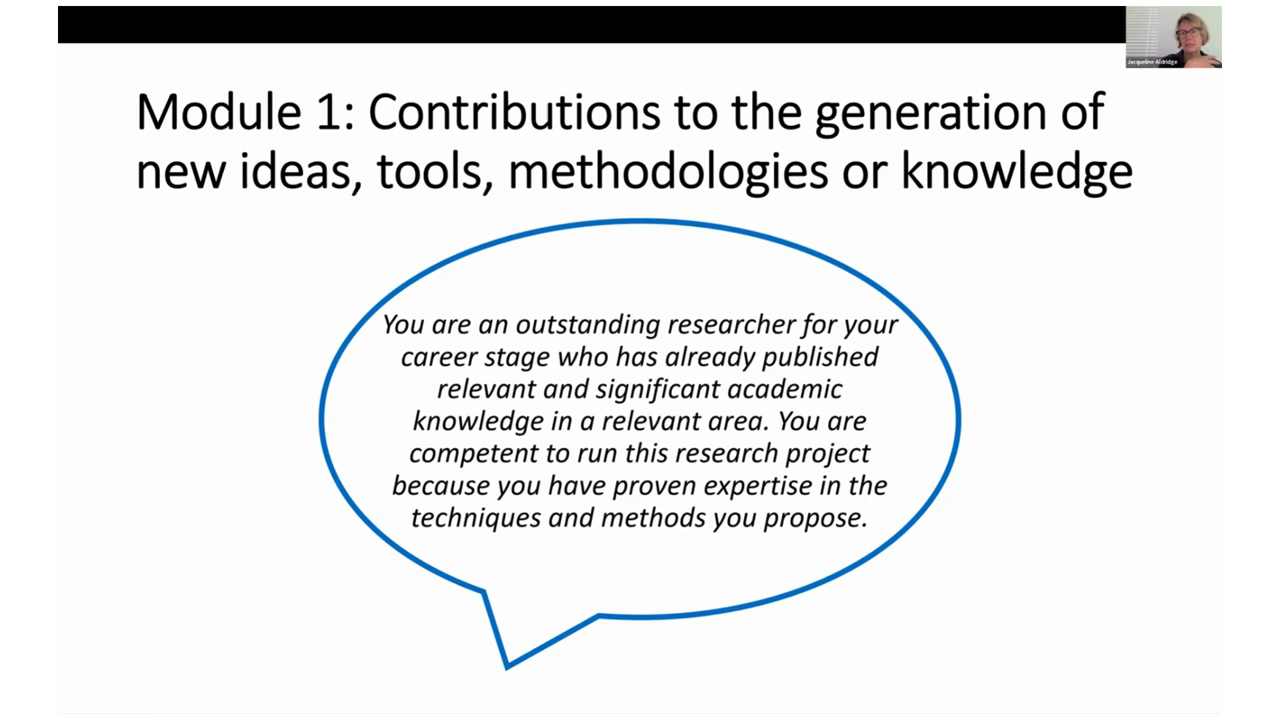 Jacqueline Aldridge
Module 1: Contributions to the generation of
new ideas, tools, methodologies or knowledge
You are an outstanding researcher for your
career stage who has already published
relevant and significant academic
knowledge in a relevant area. You are
competent to run this research project
because you have proven expertise in the
techniques and methods you propose.